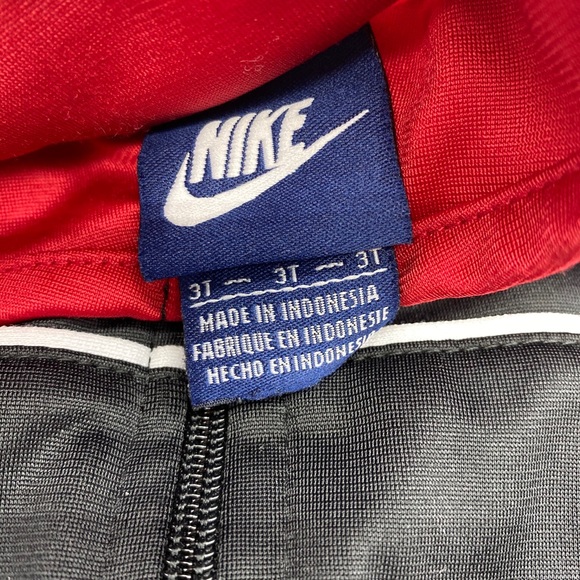 NIKE
3T — 3T — 3T
MADE IN INDONESIA
FABRIQUE EN INDONESIE
HECHO EN INDONESIA